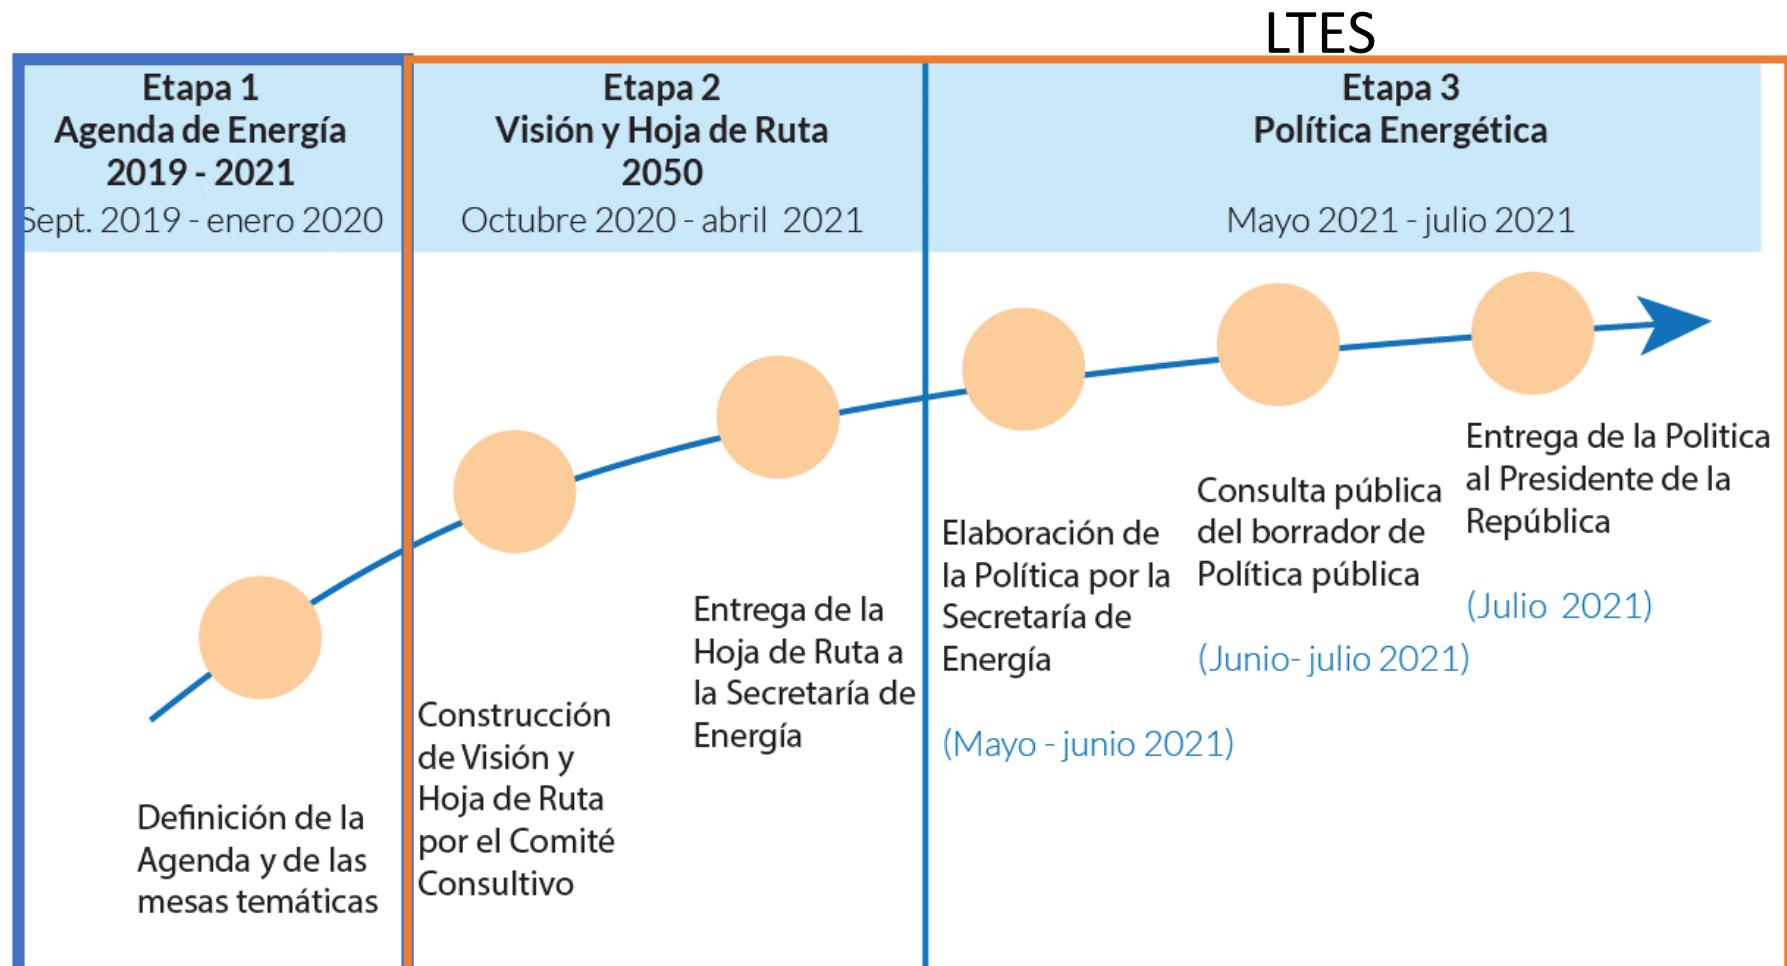 LTES
Etapa 1
Agenda de Energía
2019 - 2021
Sept. 2019 - enero 2020
Etapa 2
Visión y Hoja de Ruta
2050
Octubre 2020 - abril 2021
Etapa 3
Política Energética
Mayo 2021 - julio 2021
Definición de la
Agenda y de las
mesas temáticas
Construcción
de Visión y
Hoja de Ruta
por el Comité
Consultivo
Entrega de la
Hoja de Ruta a
la Secretaría de
Energía
Elaboración de
la Política por la
Secretaría de
Energía
(Mayo - junio 2021)
Consulta pública
del borrador de
Política pública
(Junio- julio 2021)
Entrega de la Politica
al Presidente de la
República
(Julio 2021)